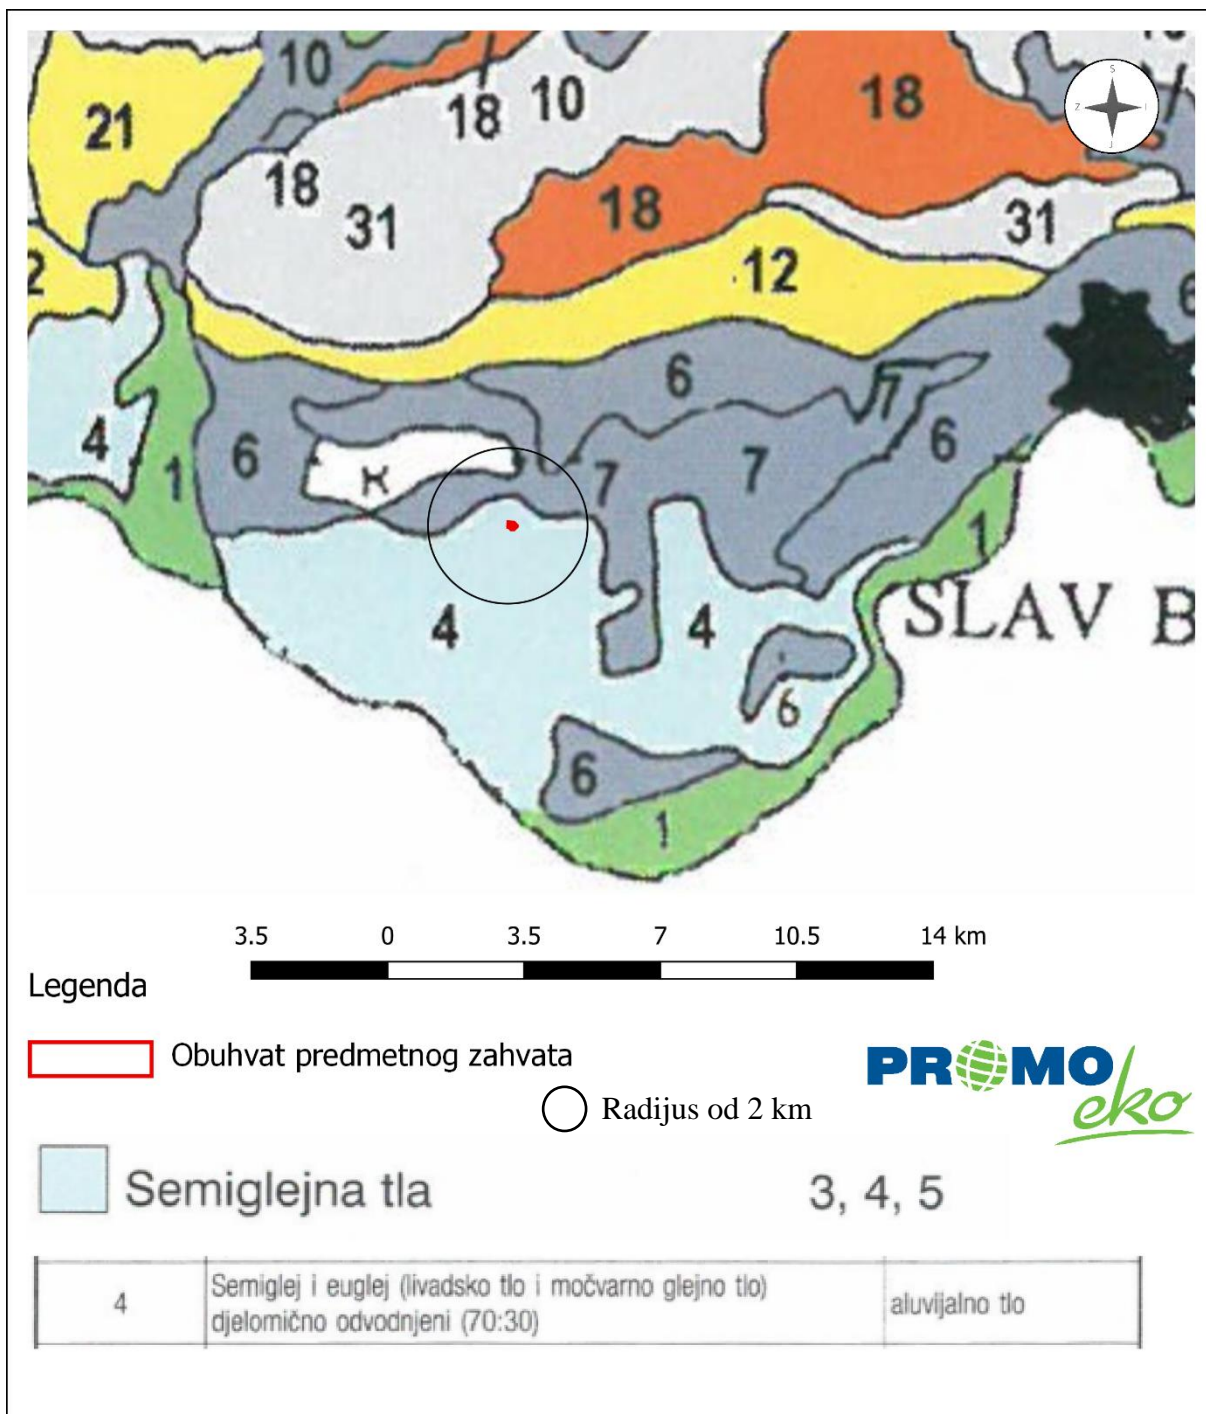 10
18
10
18
21
S
Z I
J
18
18
31
18
31
12
2
6
6
7
4
6
6
1
K
7
7
1
4
4
SLAV B
6
6
1
3.5 0 3.5 7 10.5 14 km
Legenda
Obuhvat predmetnog zahvata
PROMO
eko
Radijus od 2 km
Semiglejna tla 3, 4, 5
4 Semiglej i euglej (livadsko tlo i močvarno glejno tlo) aluvijalno tlo
djelomično odvodnjeni (70:30)